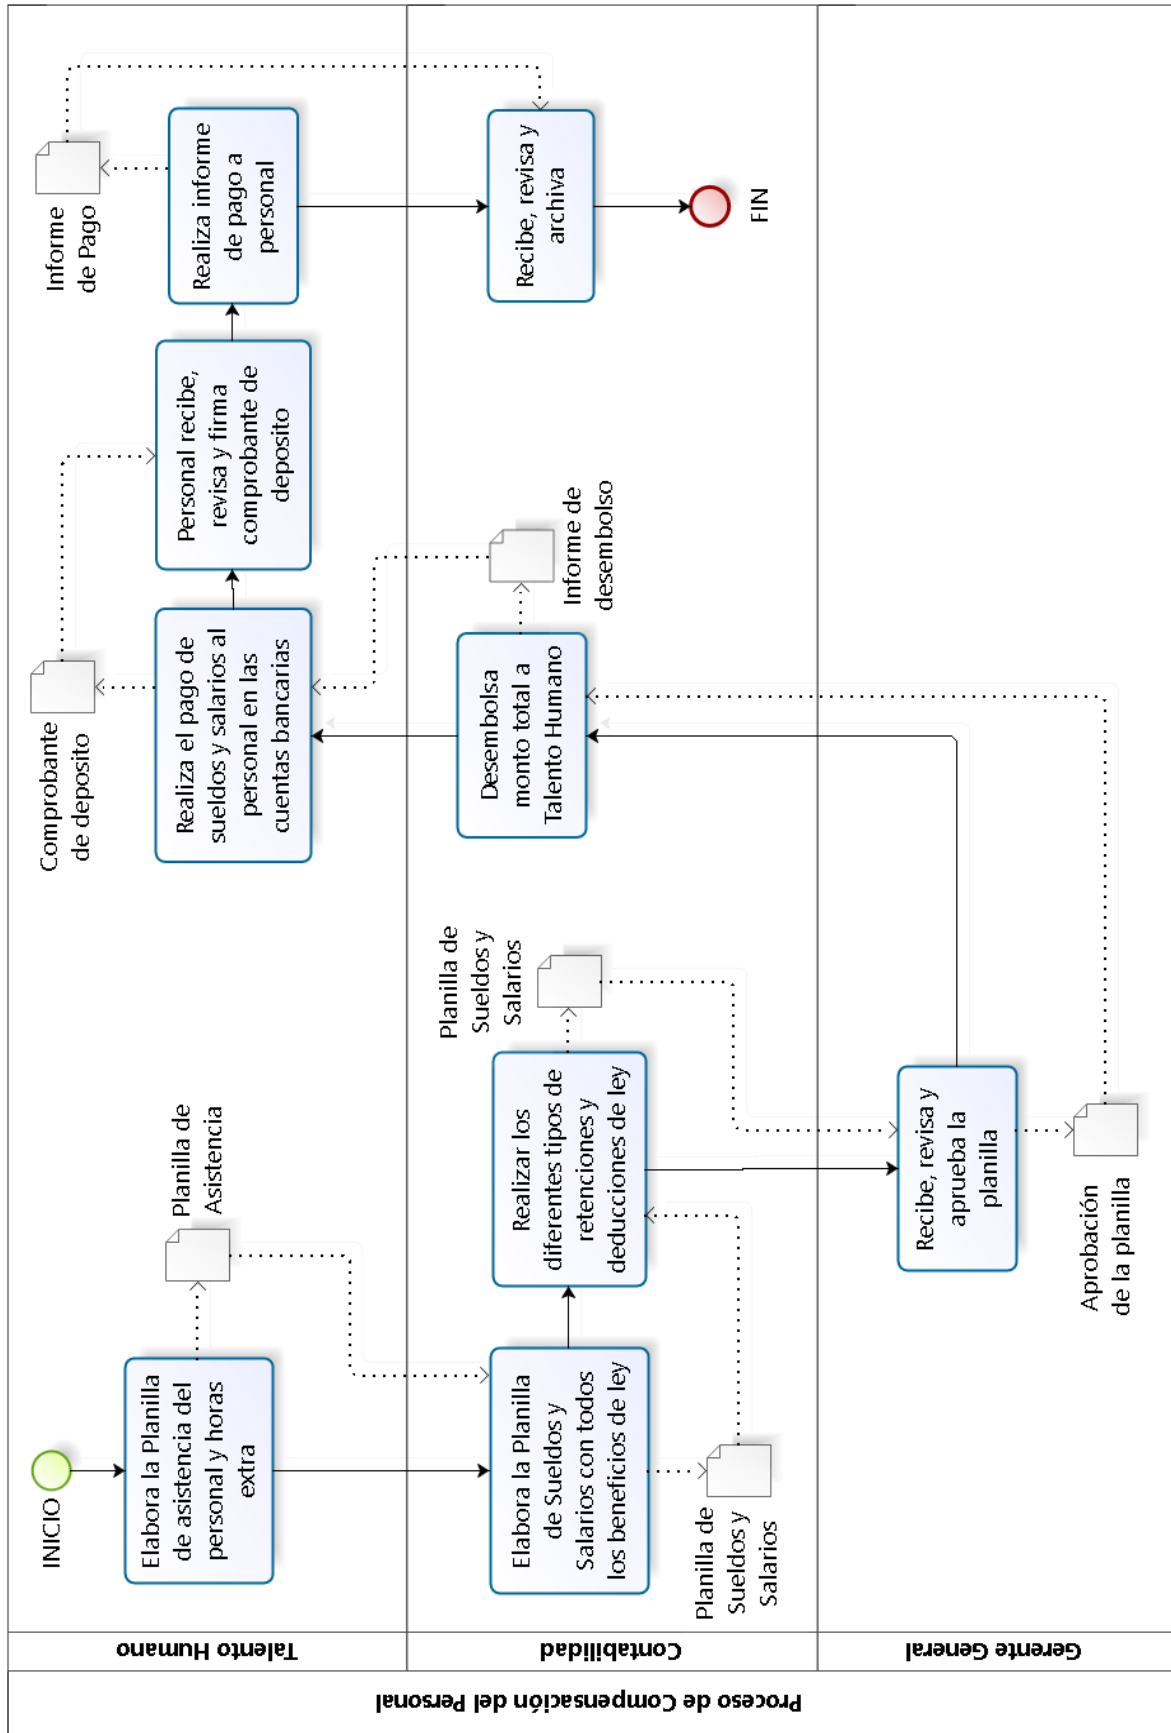 Proceso de Compensación del Personal
Talento Humano
INICIO
Elabora la Planilla
de asistencia del
personal y horas
extra
Planilla de
Asistencia
Comprobante
de deposito
Realiza el pago de
sueldos y salarios al
personal en las
cuentas bancarias
Personal recibe,
revisa y firma
comprobante de
deposito
Informe
de Pago
Realiza informe
de pago a
personal
Contabilidad
Elabora la Planilla
de Sueldos y
Salarios con todos
los beneficios de ley
Planilla de
Sueldos y
Salarios
Realizar los
diferentes tipos de
retenciones y
deducciones de ley
Planilla de
Sueldos y
Salarios
Desembolsa
monto total a
Talento Humano
Informe de
desembolso
Recibe, revisa y
archiva
FIN
Gerente General
Recibe, revisa y
aprueba la
planilla
Aprobación
de la planilla